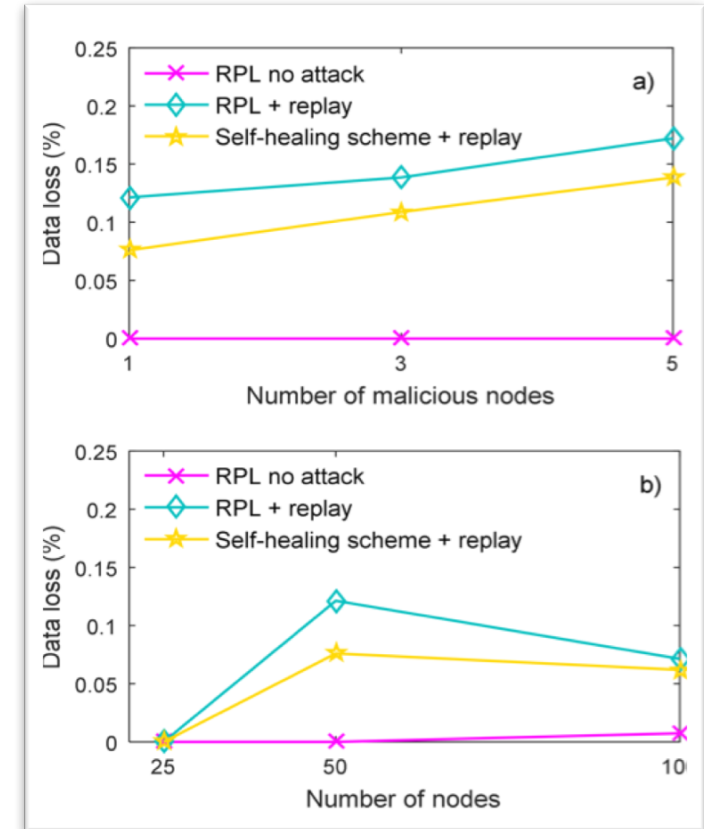 0.25
RPL no attack
a)
0.2
RPL + replay
Self-healing scheme + replay
0.15
0.1
0.05
0
Data loss (%)
1 3 5
Number of malicious nodes
0.25
RPL no attack
b)
0.2
RPL + replay
Self-healing scheme + replay
0.15
0.1
0.05
0
Data loss (%)
25 50 10
Number of nodes